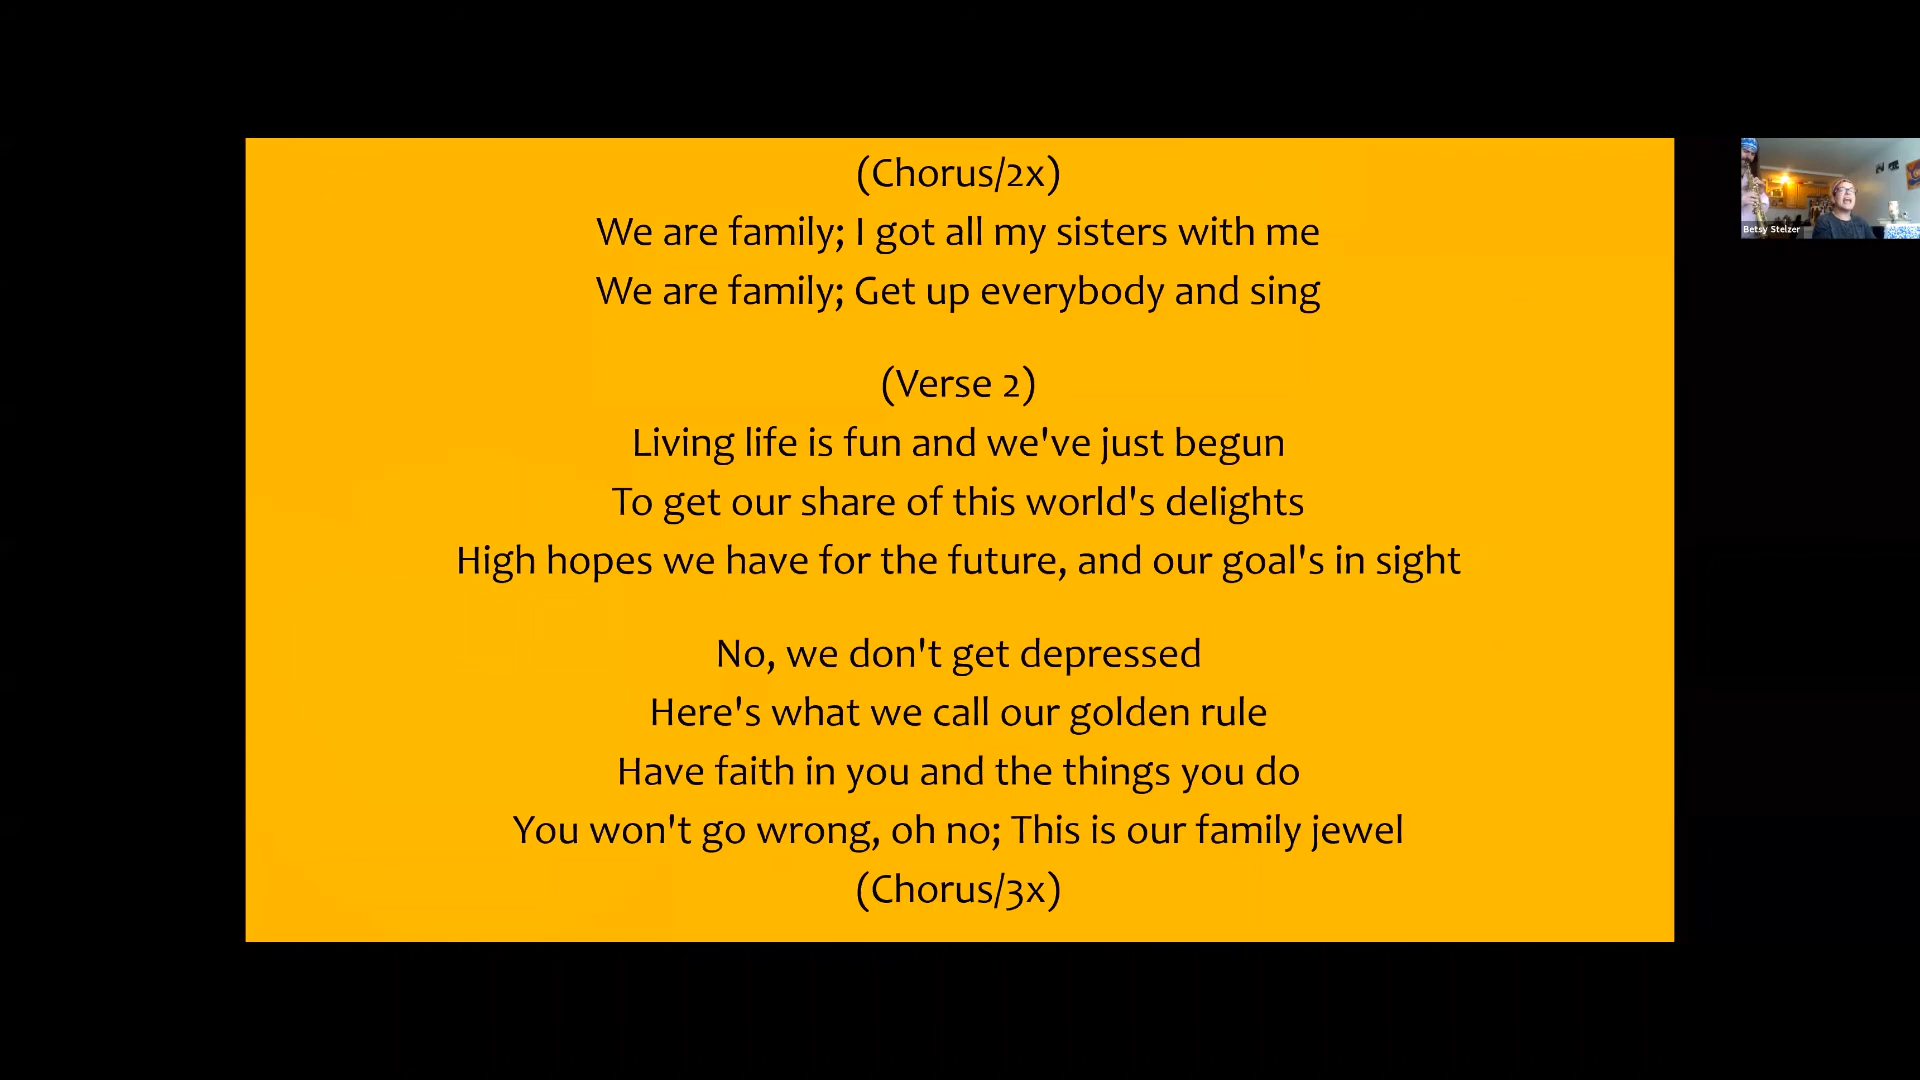 (Chorus/2x)
We are family; I got all my sisters with me
We are family; Get up everybody and sing
(Verse 2)
Living life is fun and we've just begun
To get our share of this world's delights
High hopes we have for the future, and our goal's in sight
No, we don't get depressed
Here's what we call our golden rule
Have faith in you and the things you do
You won't go wrong, oh no; This is our family jewel
(Chorus/3x)
Betsy Stelzer